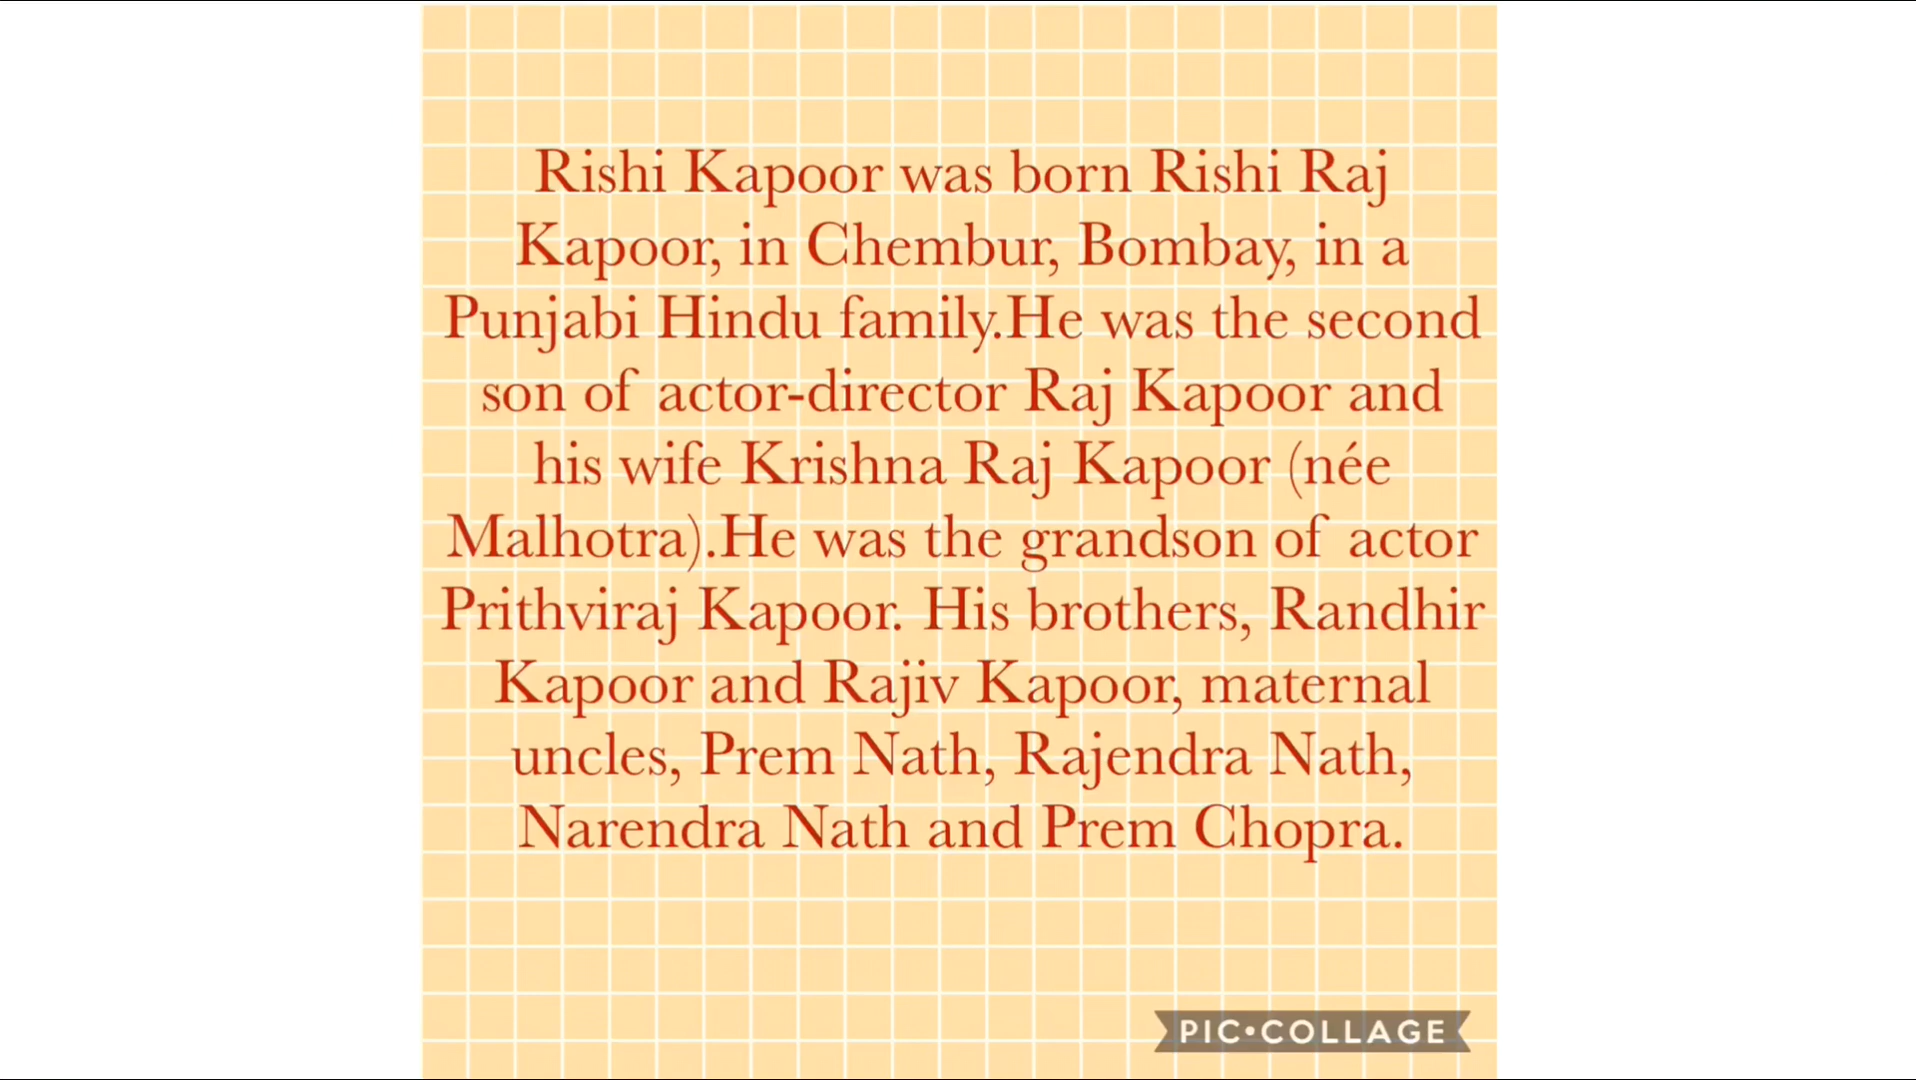 Rishi Kapoor was born Rishi Raj
Kapoor, in Chembur, Bombay, in a
Punjabi Hindu family.He was the second
son of actor-director Raj Kapoor and
his wife Krishna Raj Kapoor (née
Malhotra).He was the grandson of actor
Prithviraj Kapoor. His brothers, Randhir
Kapoor and Rajiv Kapoor, maternal
uncles, Prem Nath, Rajendra Nath,
Narendra Nath and Prem Chopra.
PIC•COLLAGE